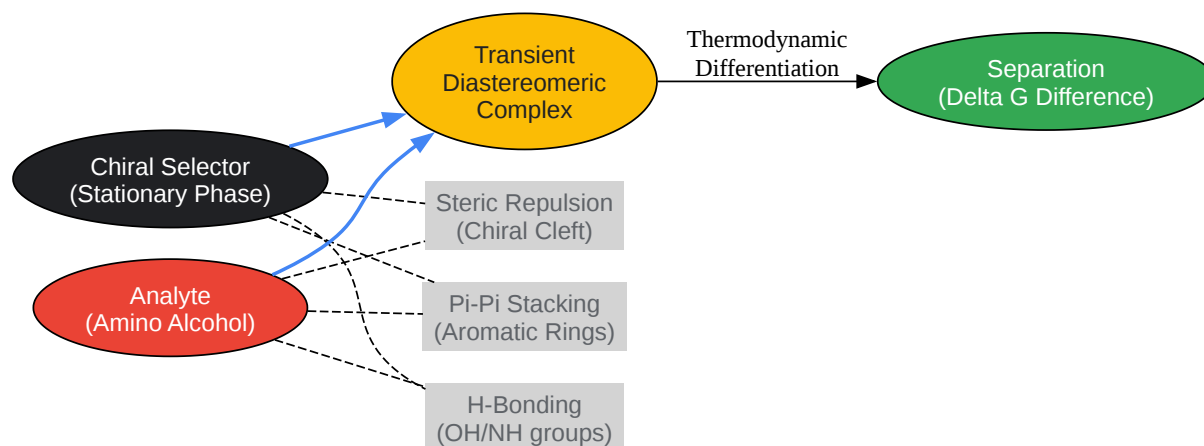 Transient
Diastereomeric
Complex
Thermodynamic
Differentiation
Separation
(Delta G Difference)
Chiral Selector
(Stationary Phase)
Steric Repulsion
(Chiral Cleft)
Analyte
(Amino Alcohol)
Pi-Pi Stacking
(Aromatic Rings)
H-Bonding
(OH/NH groups)